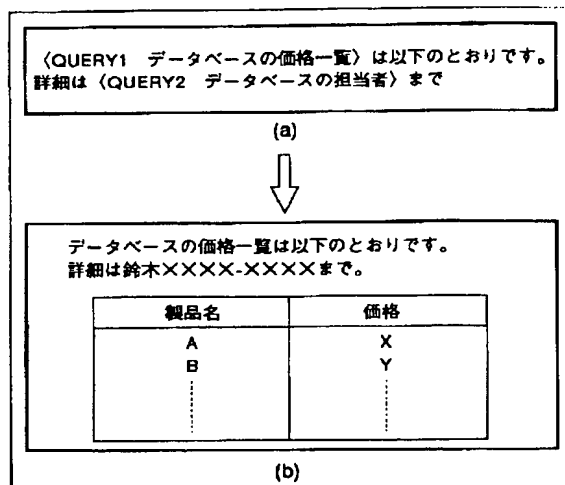 〈QUERY1 データベースの価格一覧〉は以下のとおりです。
詳細は〈QUERY2 データベースの担当者〉まで
(a)
データベースの価格一覧は以下のとおりです。
詳細は鈴木××××-××××まで。
製品名 価格
A X
B Y
(b)